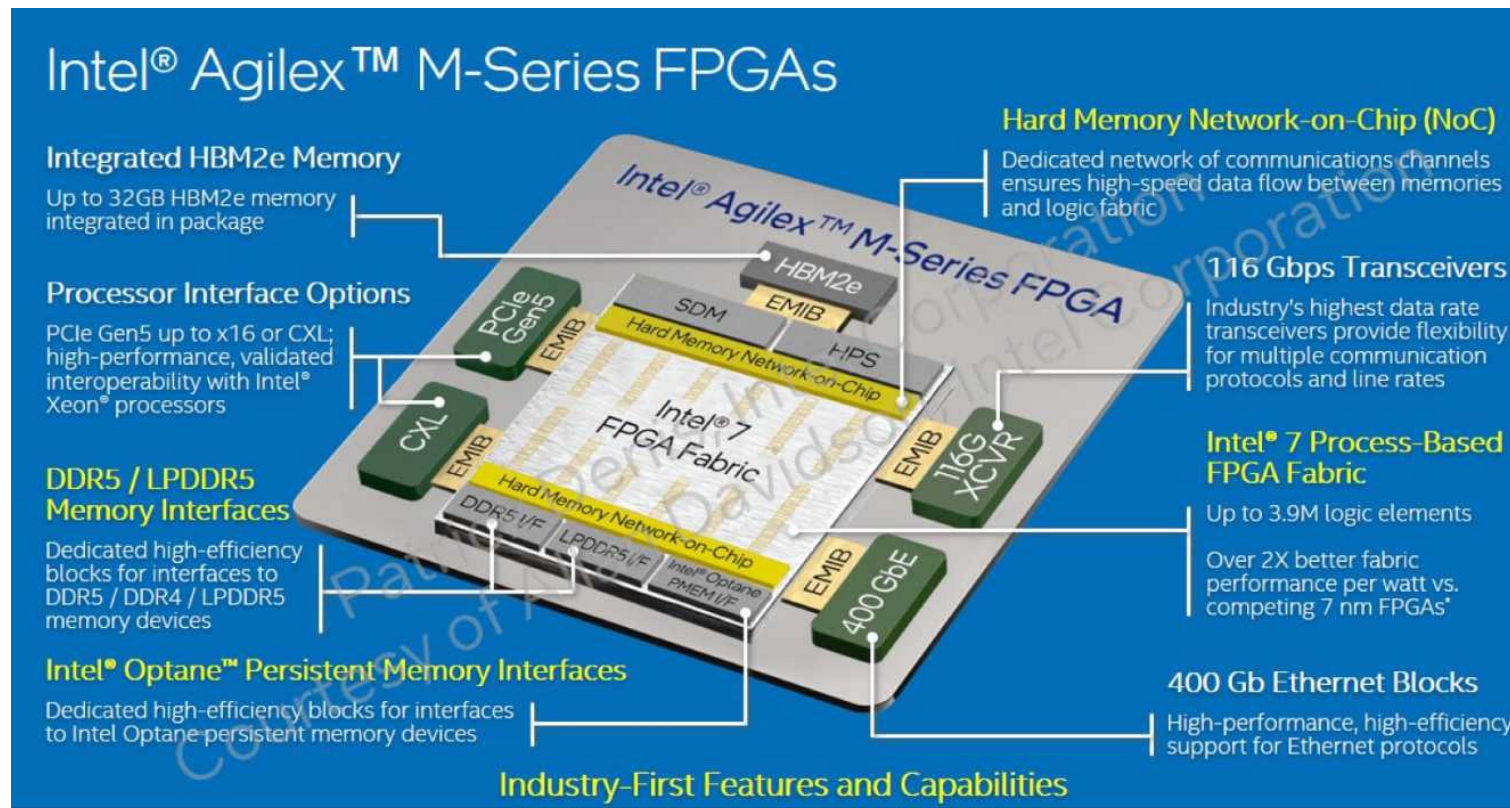 Intel® Agilex™ M-Series FPGAs
Integrated HBM2e Memory
Up to 32GB HBM2e memory
integrated in package
Processor Interface Options
PCIe Gen5 up to x16 or CXL;
high-performance, validated
interoperability with Intel®
Xeon® processors
DDR5 / LPDDR5
Memory Interfaces
Dedicated high-efficiency
blocks for interfaces to
DDR5 / DDR4 / LPDDR5
memory devices
Intel® Optane™ Persistent Memory Interfaces
Dedicated high-efficiency blocks for interfaces
to Intel Optane persistent memory devices
Intel® Agilex™ M-Series FPGA
HBM2e
EMIB
SDM
HPS
Hard Memory Network-on-Chip
PCIe
Gen5
EMIB
CXL
EMIB
Intel® 7
FPGA Fabric
EMIB
116G
XCVR
EMIB
400 GbE
Hard Memory Network-on-Chip
DDR5 I/F
LPDDR5 I/F
Intel® Optane
PMEM I/F
Hard Memory Network-on-Chip (NoC)
Dedicated network of communications channels
ensures high-speed data flow between memories
and logic fabric
116 Gbps Transceivers
Industry's highest data rate
transceivers provide flexibility
for multiple communication
protocols and line rates
Intel® 7 Process-Based
FPGA Fabric
Up to 3.9M logic elements
Over 2X better fabric
performance per watt vs.
competing 7 nm FPGAs*
400 Gb Ethernet Blocks
High-performance, high-efficiency
support for Ethernet protocols
Industry-First Features and Capabilities
Corporation
Courtesy of Davidson, Intel Corporation